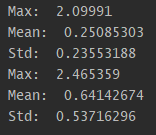 Max:  2.09991
Mean:  0.25085303
Std:  0.23553188
Max:  2.465359
Mean:  0.64142674
Std:  0.53716296